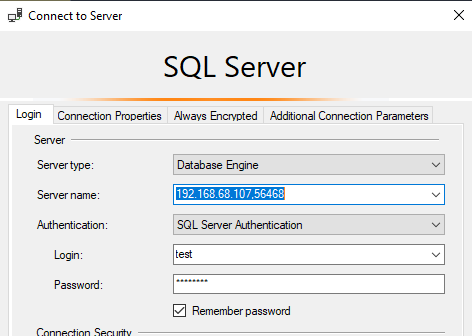 Connect to Server
SQL Server
Login Connection Properties Always Encrypted Additional Connection Parameters
Server
Server type: Database Engine
Server name: 192.168.68.107,56468
Authentication: SQL Server Authentication
Login: test
Password: ********
Remember password
Connection Security